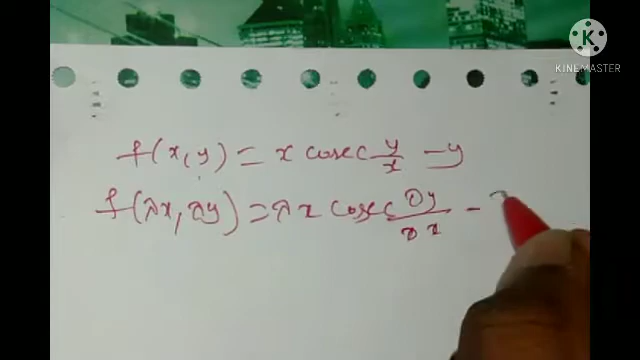 KINEMASTER
f(x,y) = x cosec y/x - y
f(λx, λy) = λx cosec λy/λx -